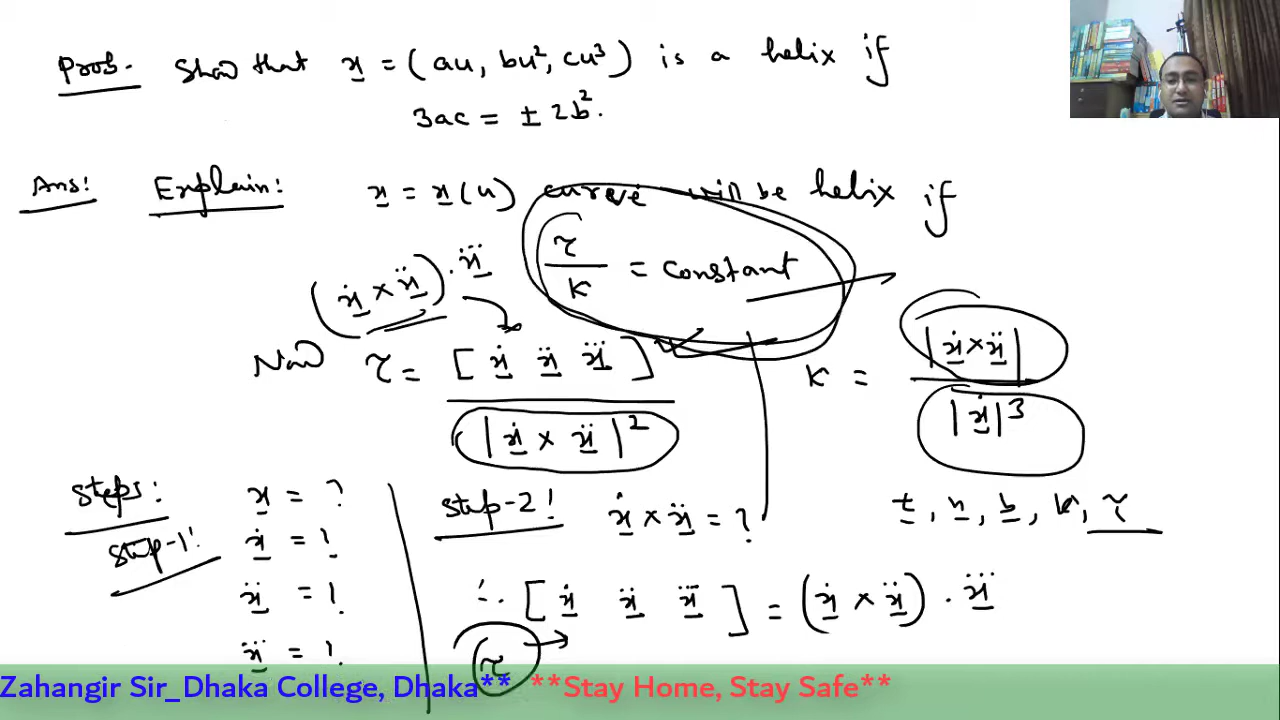 Prob. Show that x = (au, bu², cu³) is a helix if
3ac = ± 2b².
Ans: Explain: x = x(u) curve will be helix if
τ/κ = constant
(ẋ × ẍ) · x⃛
Now τ = [ẋ ẍ x⃛] / |ẋ × ẍ|² κ = |ẋ × ẍ| / |ẋ|³
t, n, b, κ, τ
Steps:
Step-1: x = ?
ẋ = ?
ẍ = ?
x⃛ = ?
Step-2: ẋ × ẍ = ?
∴ [ẋ ẍ x⃛] = (ẋ × ẍ) · x⃛
τ →
Zahangir Sir_Dhaka College, Dhaka** **Stay Home, Stay Safe**